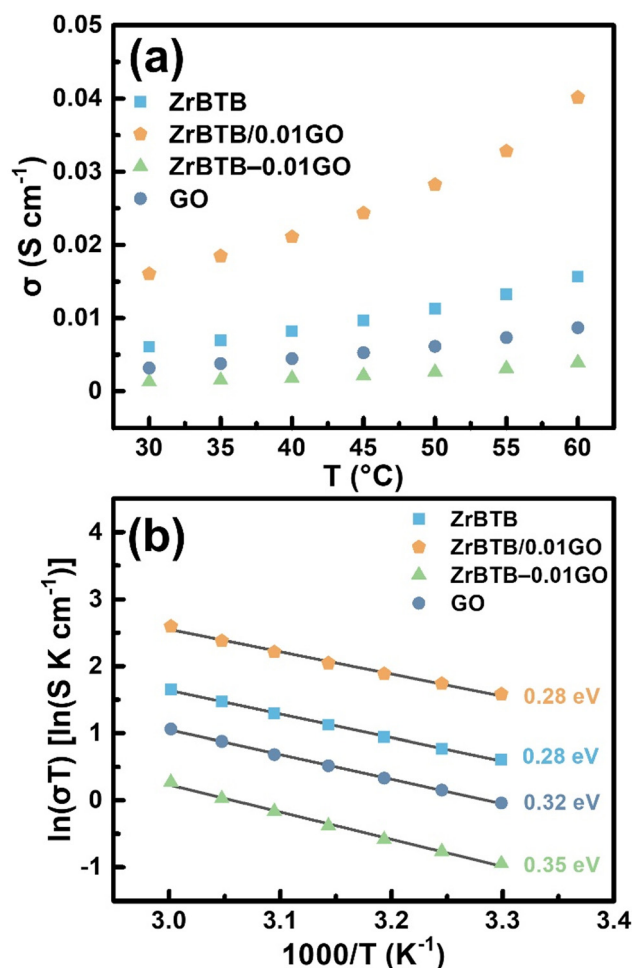 (a)
0.05
0.04
0.03
0.02
0.01
0
σ (S cm⁻¹)
ZrBTB
ZrBTB/0.01GO
ZrBTB–0.01GO
GO
30 35 40 45 50 55 60
T (°C)
(b)
4
3
2
1
0
-1
ln(σT) [ln(S K cm⁻¹)]
ZrBTB
ZrBTB/0.01GO
ZrBTB–0.01GO
GO
0.28 eV
0.28 eV
0.32 eV
0.35 eV
3.0 3.1 3.2 3.3 3.4
1000/T (K⁻¹)